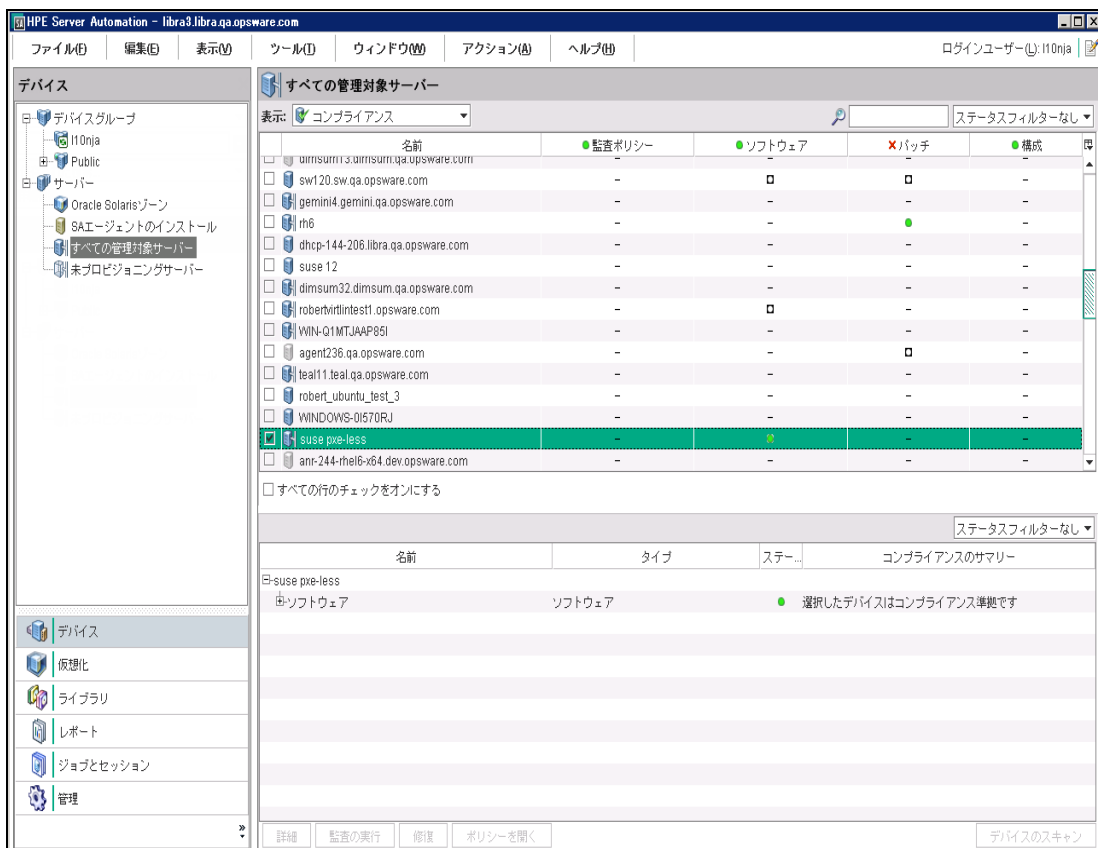 HPE Server Automation - libra3.libra.qa.opsware.com
ファイル(F) 編集(E) 表示(V) ツール(T) ウィンドウ(W) アクション(A) ヘルプ(H) ログインユーザー(L): l10nja
デバイス
デバイスグループ
l10nja
Public
サーバー
Oracle Solarisゾーン
SAエージェントのインストール
すべての管理対象サーバー
未プロビジョニングサーバー
デバイス
仮想化
ライブラリ
レポート
ジョブとセッション
管理
すべての管理対象サーバー
表示: コンプライアンス ステータスフィルターなし
名前 監査ポリシー ソフトウェア パッチ 構成
dimsum13.dimsum.qa.opsware.com - - - -
sw120.sw.qa.opsware.com - -
gemini4.gemini.qa.opsware.com - - - -
rh6 - - -
dhcp-144-206.libra.qa.opsware.com - - - -
suse 12 - - - -
dimsum32.dimsum.qa.opsware.com - - - -
robertvirtlintest1.opsware.com - - -
WIN-Q1MTJAAP85I - - - -
agent236.qa.opsware.com - - -
teal11.teal.qa.opsware.com - - - -
robert_ubuntu_test_3 - - - -
WINDOWS-0I570RJ - - - -
suse pxe-less - - -
anr-244-rhel6-x64.dev.opsware.com - - - -
すべての行のチェックをオンにする
ステータスフィルターなし
名前 タイプ ステー... コンプライアンスのサマリー
suse pxe-less
ソフトウェア ソフトウェア 選択したデバイスはコンプライアンス準拠です
詳細 監査の実行 修復 ポリシーを開く デバイスのスキャン